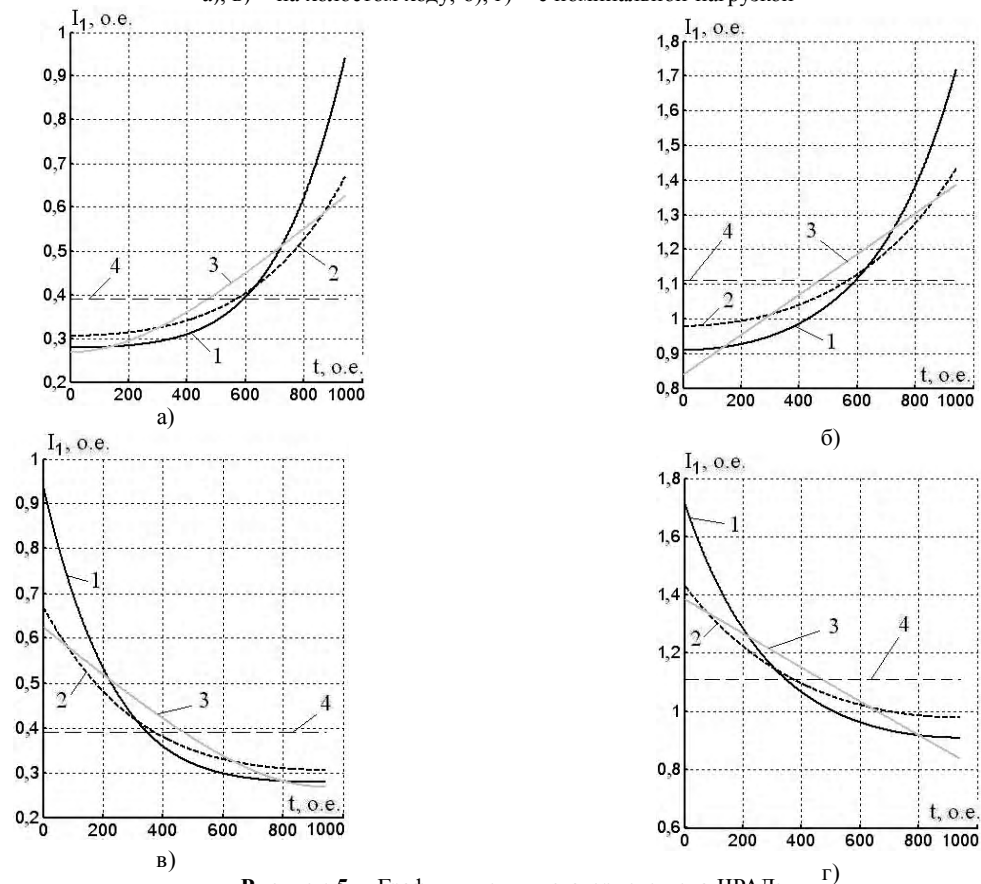 а), в) – на холостом ходу; б), г) – с номинальной нагрузкой
I1, о.е.
1
0,9
0,8
0,7
0,6
0,5
0,4
0,3
0,2
4
3
2
1
t, о.е.
0 200 400 600 800 1000
а)
I1, о.е.
1,8
1,7
1,6
1,5
1,4
1,3
1,2
1,1
1
0,9
0,8
4
3
2
1
t, о.е.
0 200 400 600 800 1000
б)
I1, о.е.
1
0,9
0,8
0,7
0,6
0,5
0,4
0,3
0,2
1
2
3
4
t, о.е.
0 200 400 600 800 1000
в)
I1, о.е.
1,8
1,6
1,4
1,2
1
0,8
0,6
1
2
3
4
t, о.е.
0 200 400 600 800 1000
г)
Рисунок 5 – НРАД